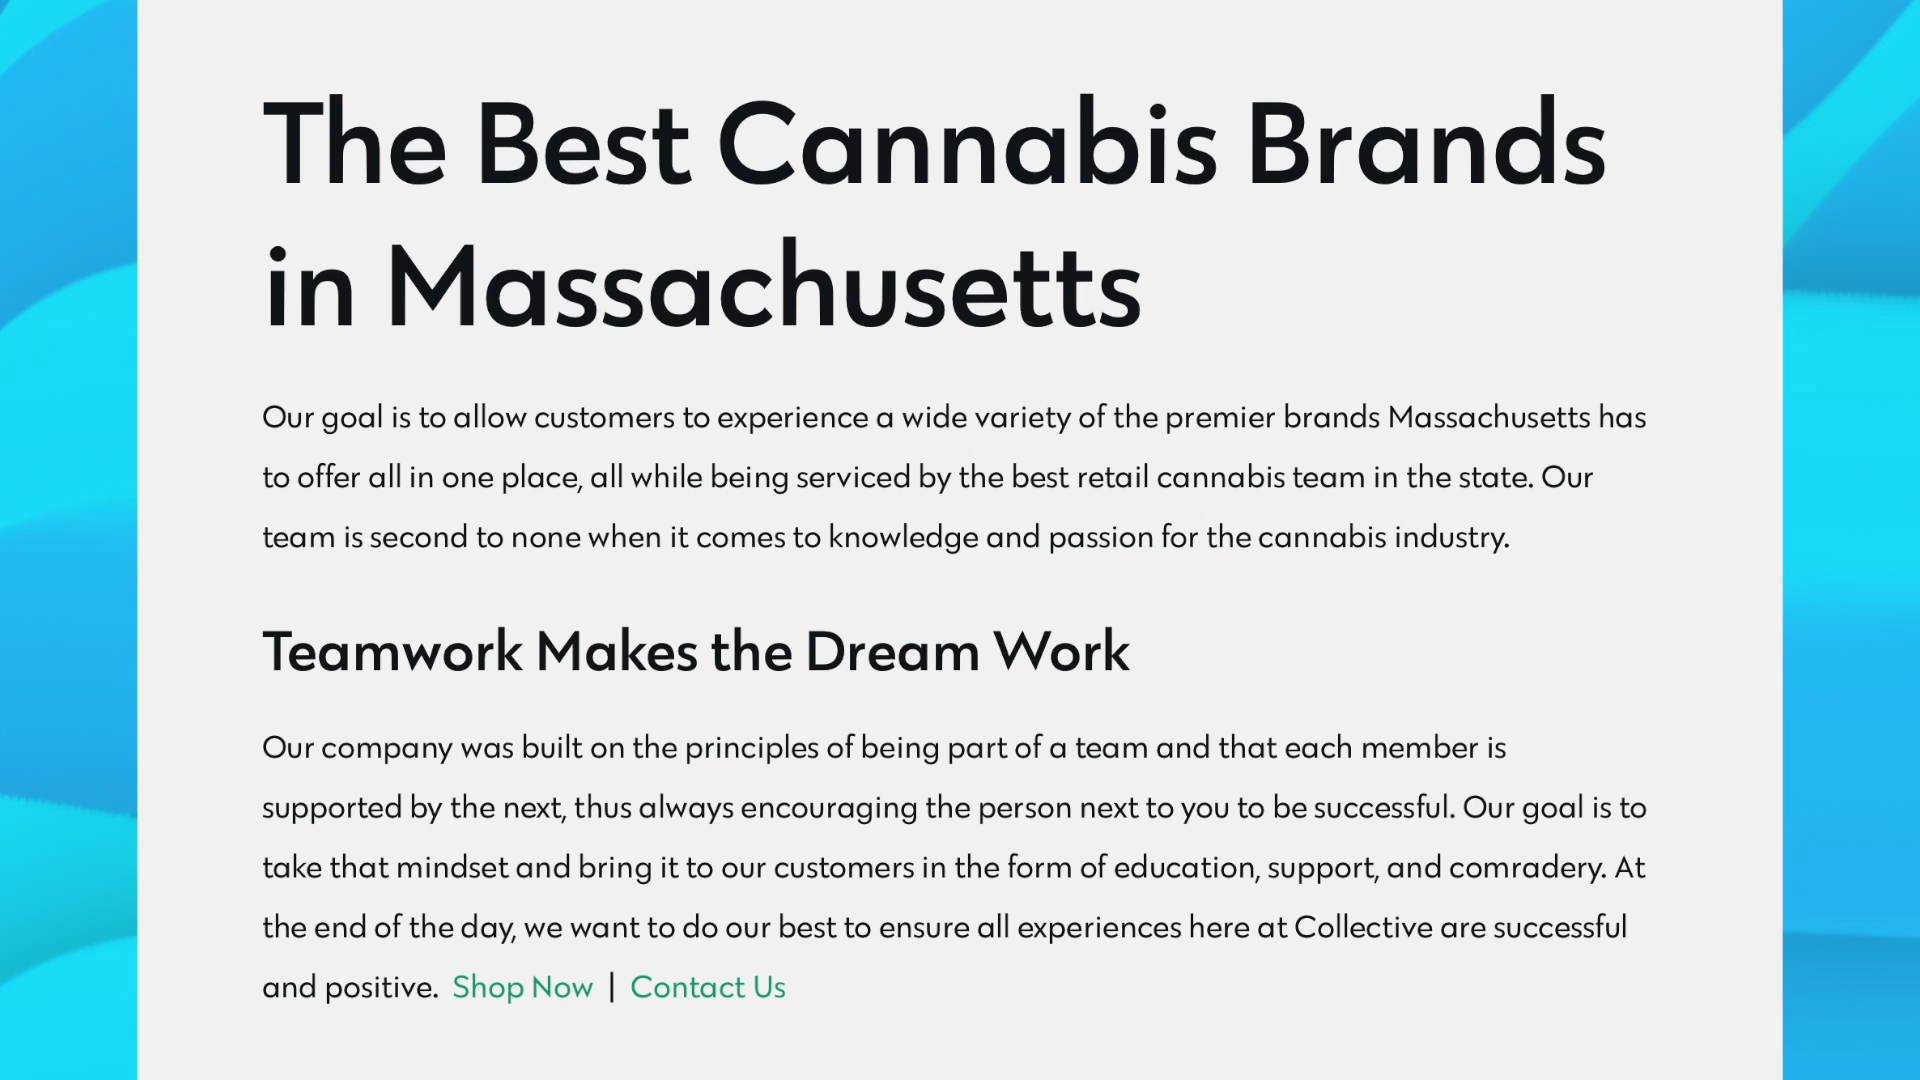 The Best Cannabis Brands
in Massachusetts
Our goal is to allow customers to experience a wide variety of the premier brands Massachusetts has
to offer all in one place, all while being serviced by the best retail cannabis team in the state. Our
team is second to none when it comes to knowledge and passion for the cannabis industry.
Teamwork Makes the Dream Work
Our company was built on the principles of being part of a team and that each member is
supported by the next, thus always encouraging the person next to you to be successful. Our goal is to
take that mindset and bring it to our customers in the form of education, support, and comradery. At
the end of the day, we want to do our best to ensure all experiences here at Collective are successful
and positive. Shop Now | Contact Us